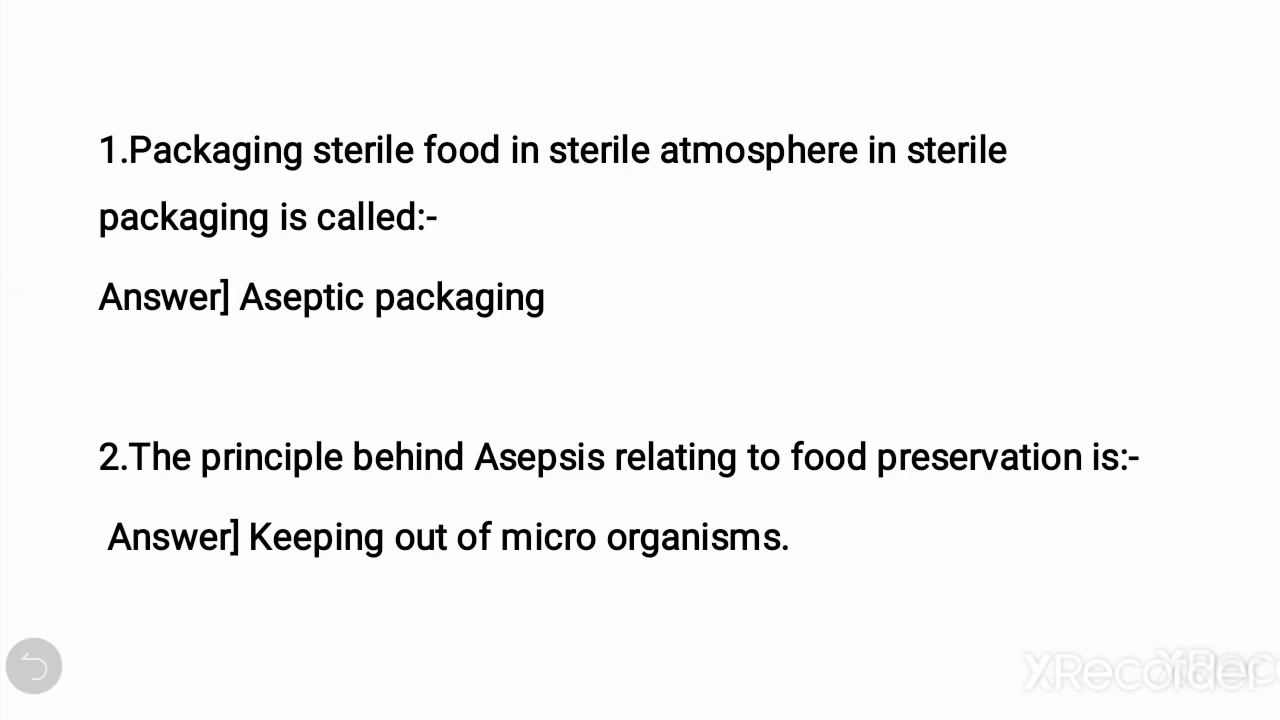 1.Packaging sterile food in sterile atmosphere in sterile
packaging is called:-
Answer] Aseptic packaging
2.The principle behind Asepsis relating to food preservation is:-
Answer] Keeping out of micro organisms.
XRecorder